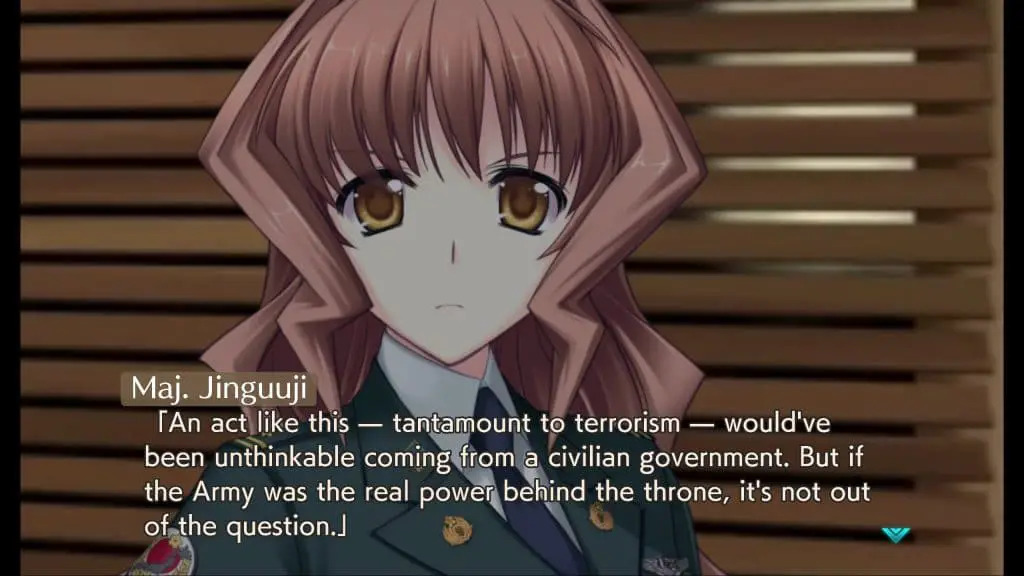 Maj. Jinguuji
「An act like this — tantamount to terrorism — would've
been unthinkable coming from a civilian government. But if
the Army was the real power behind the throne, it's not out
of the question.」